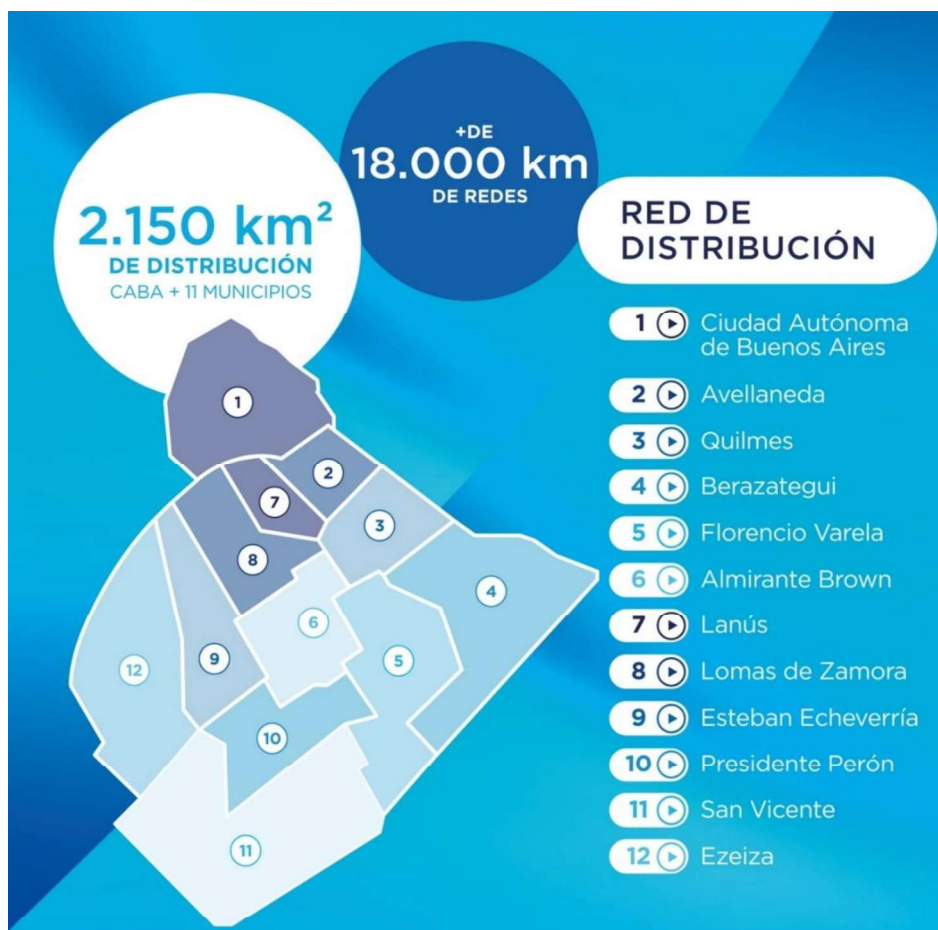 2.150 km²
DE DISTRIBUCIÓN
CABA + 11 MUNICIPIOS
+DE
18.000 km
DE REDES
RED DE
DISTRIBUCIÓN
1 Ciudad Autónoma
de Buenos Aires
2 Avellaneda
3 Quilmes
4 Berazategui
5 Florencio Varela
6 Almirante Brown
7 Lanús
8 Lomas de Zamora
9 Esteban Echeverría
10 Presidente Perón
11 San Vicente
12 Ezeiza
1
2
7
3
8
4
6
9
5
12
10
11